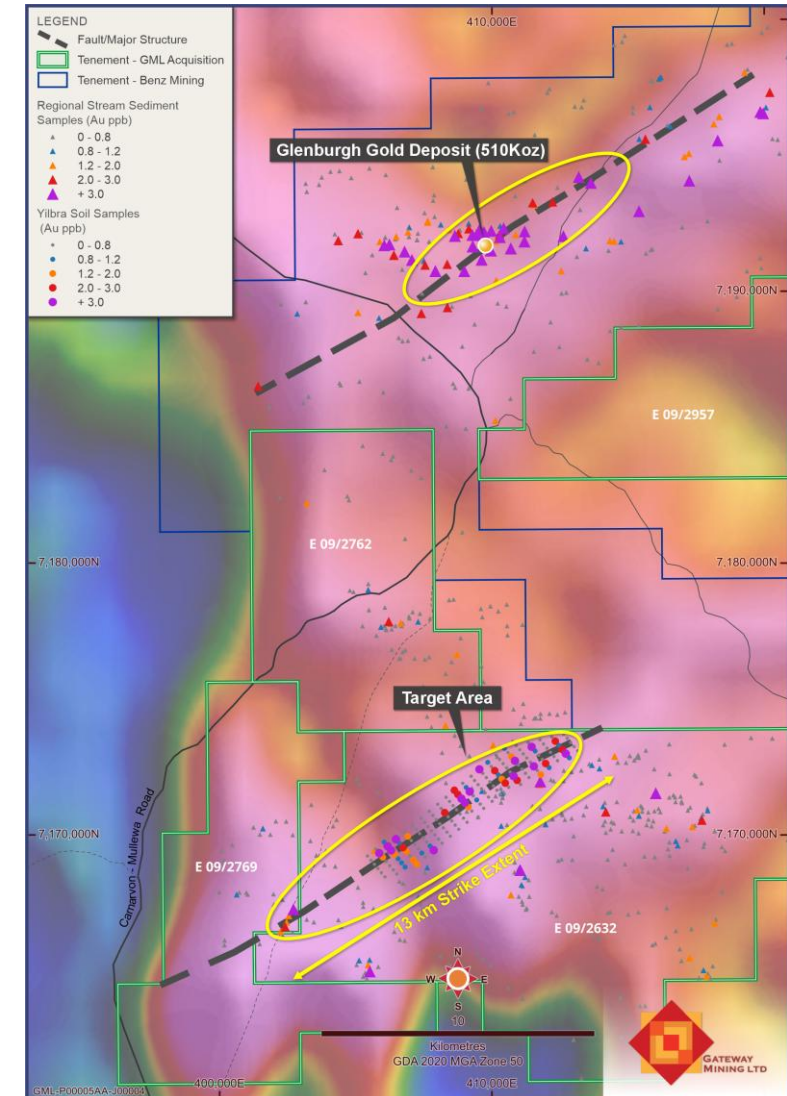 LEGEND
Fault/Major Structure
Tenement - GML Acquisition
Tenement - Benz Mining
Regional Stream Sediment
Samples (Au ppb)
0 - 0.8
0.8 - 1.2
1.2 - 2.0
2.0 - 3.0
+ 3.0
Yilbra Soil Samples
(Au ppb)
0 - 0.8
0.8 - 1.2
1.2 - 2.0
2.0 - 3.0
+ 3.0
410,000E
Glenburgh Gold Deposit (510Koz)
7,190,000N
E 09/2957
E 09/2762
7,180,000N
7,180,000N
Target Area
Carnarvon - Mullewa Road
7,170,000N
7,170,000N
E 09/2769
13 km Strike Extent
E 09/2632
N
W
E
S
10
Kilometres
GDA 2020 MGA Zone 50
GATEWAY
MINING LTD
400,000E
410,000E
GML-P00005AA-J00004